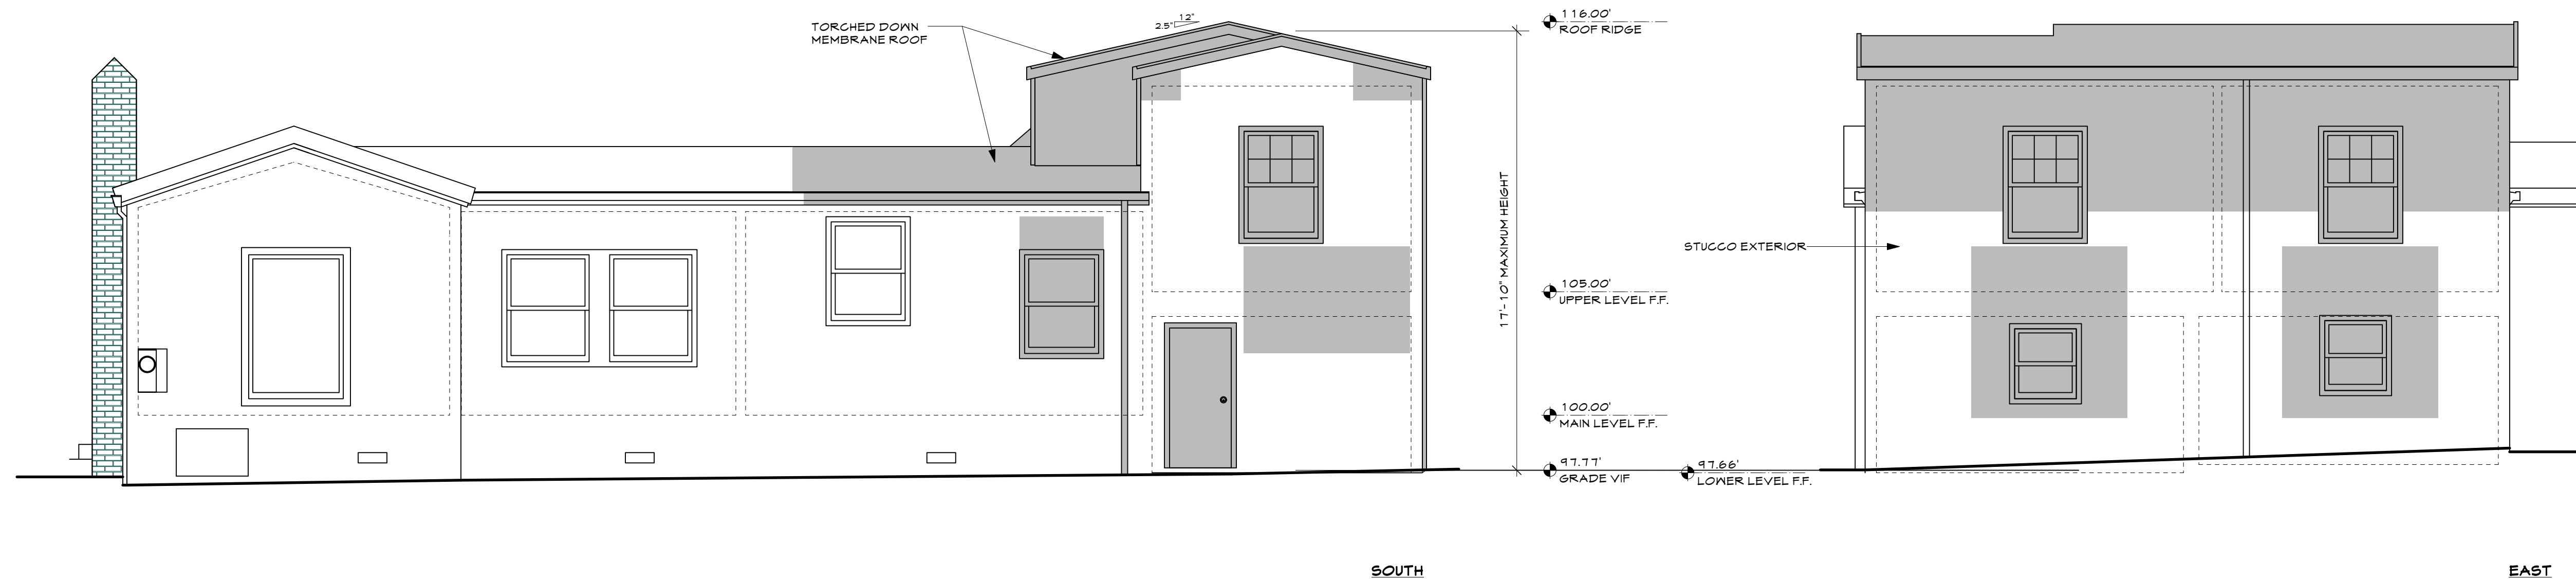 TORCHED DOWN
MEMBRANE ROOF
12"
2.5"
116.00'
ROOF RIDGE
17'-10" MAXIMUM HEIGHT
STUCCO EXTERIOR
105.00'
UPPER LEVEL F.F.
100.00'
MAIN LEVEL F.F.
97.77'
GRADE VIF
97.66'
LOWER LEVEL F.F.
SOUTH
EAST